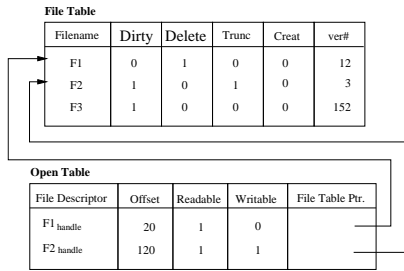 File Table
Filename Dirty Delete Trunc Creat ver#
F1 0 1 0 0 12
F2 1 0 1 0 3
F3 1 0 0 0 152
Open Table
File Descriptor Offset Readable Writable File Table Ptr.
F1 handle 20 1 0
F2 handle 120 1 1